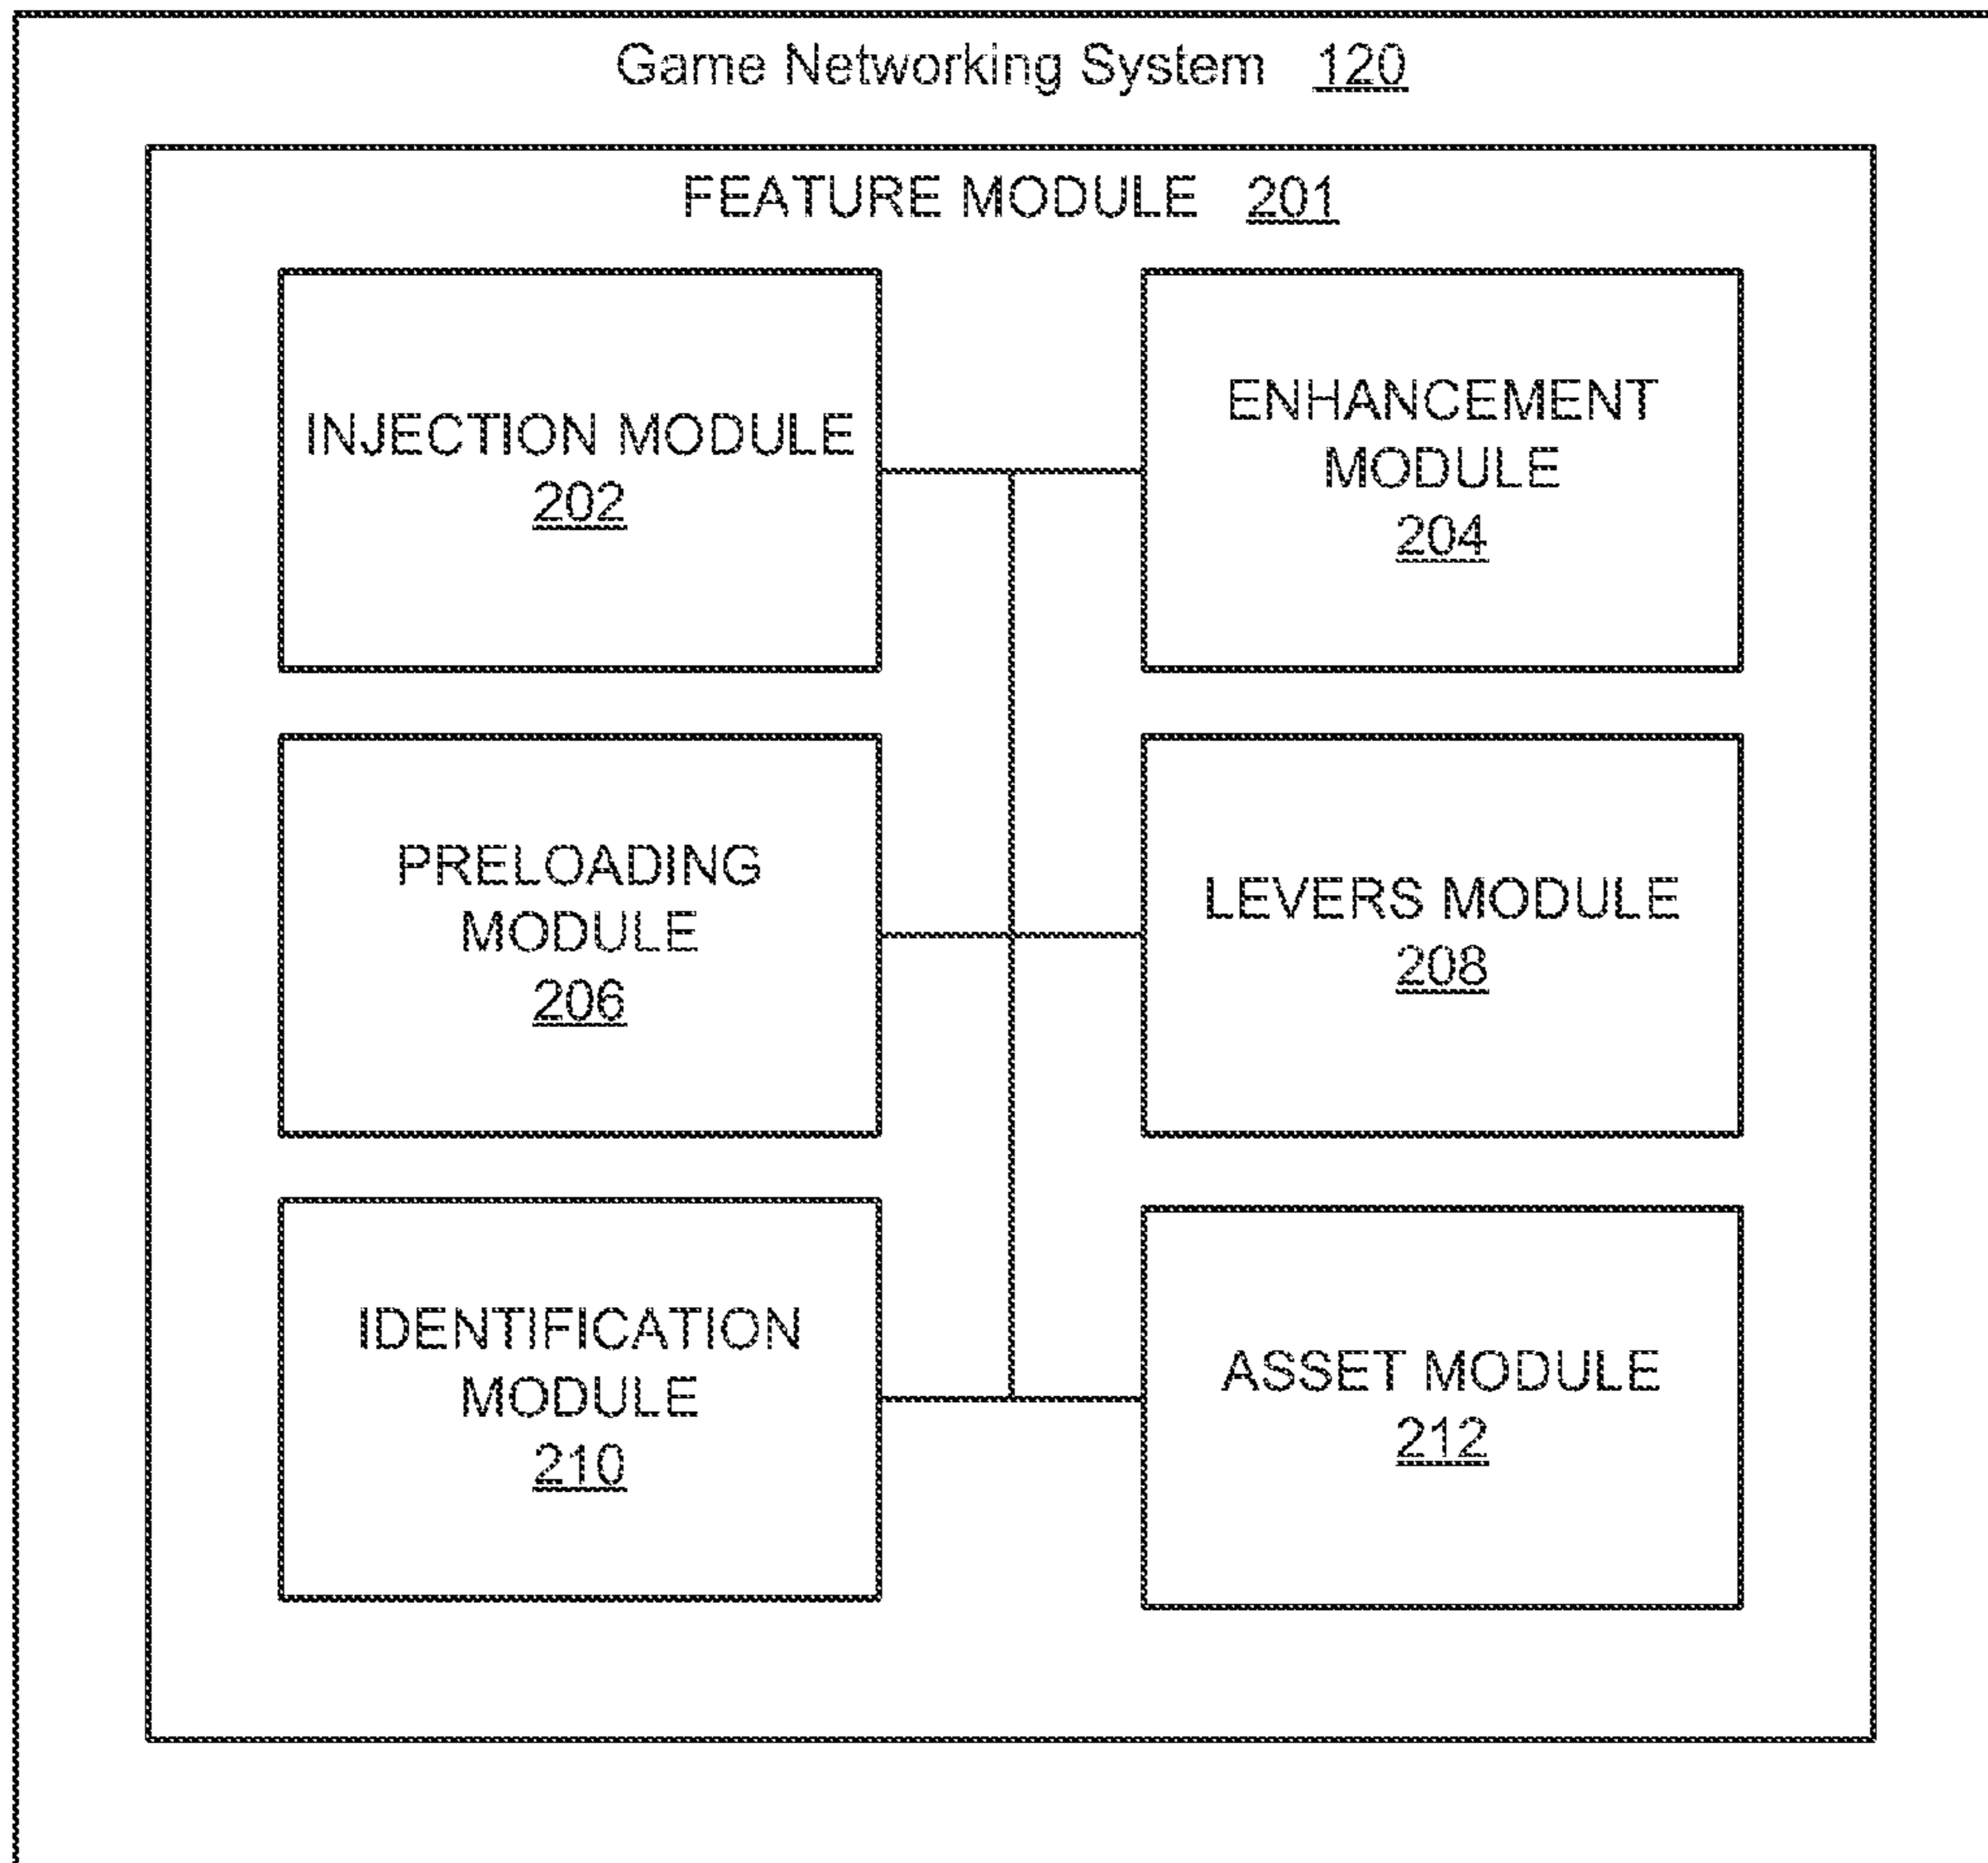 Game Networking System 120
FEATURE MODULE 201
INJECTION MODULE
202
ENHANCEMENT
MODULE
204
PRELOADING
MODULE
206
LEVERS MODULE
208
IDENTIFICATION
MODULE
210
ASSET MODULE
212